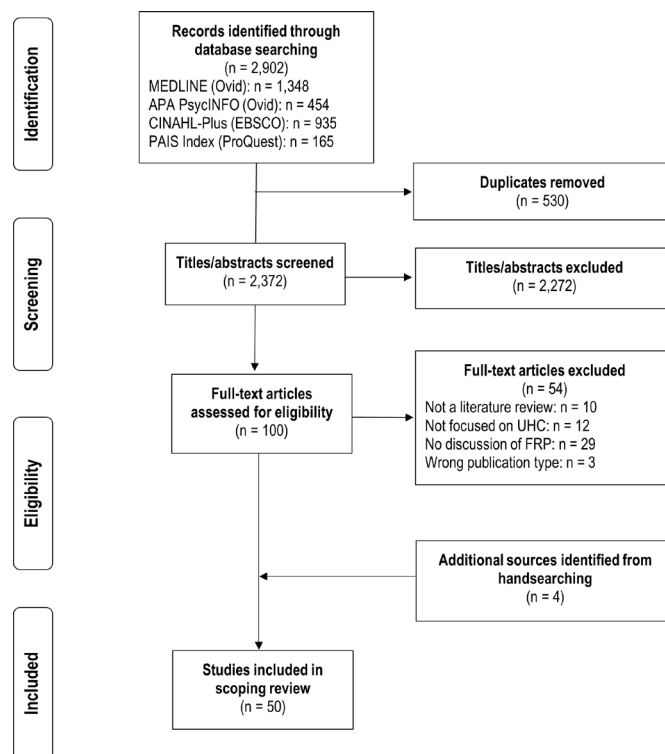 Identification
Records identified through
database searching
(n = 2,902)
MEDLINE (Ovid): n = 1,348
APA PsycINFO (Ovid): n = 454
CINAHL-Plus (EBSCO): n = 935
PAIS Index (ProQuest): n = 165
Duplicates removed
(n = 530)
Screening
Titles/abstracts screened
(n = 2,372)
Titles/abstracts excluded
(n = 2,272)
Full-text articles
assessed for eligibility
(n = 100)
Full-text articles excluded
(n = 54)
Not a literature review: n = 10
Not focused on UHC: n = 12
No discussion of FRP: n = 29
Wrong publication type: n = 3
Eligibility
Additional sources identified from
handsearching
(n = 4)
Included
Studies included in
scoping review
(n = 50)